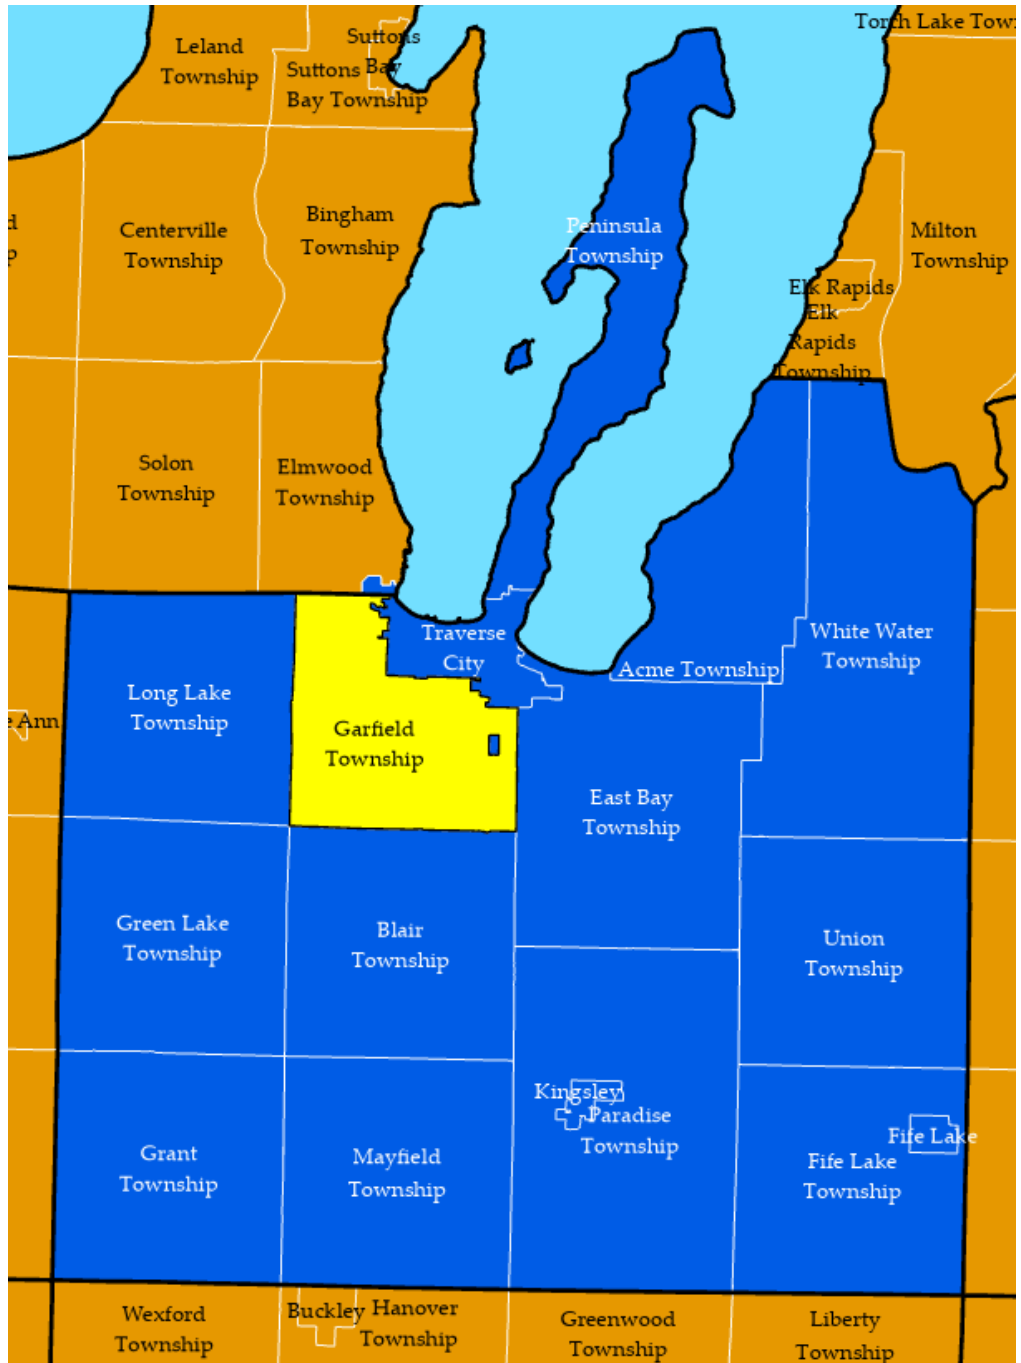 Torch Lake Tow
Leland
Township
Suttons
Bay
Suttons
Bay Township
Centerville
Township
Bingham
Township
Peninsula
Township
Milton
Township
Elk Rapids
Elk
Rapids
Township
Solon
Township
Elmwood
Township
Traverse
City
White Water
Township
Acme Township
Long Lake
Township
Ann
Garfield
Township
East Bay
Township
Green Lake
Township
Blair
Township
Union
Township
Kingsley
Paradise
Township
Fife Lake
Grant
Township
Mayfield
Township
Fife Lake
Township
Wexford
Township
Buckley
Hanover
Township
Greenwood
Township
Liberty
Township